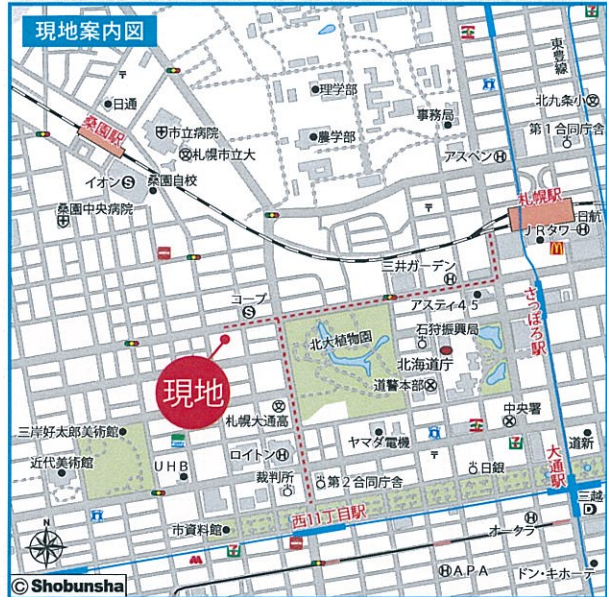 現地案内図
東豊線
〒
日通
理学部
北九条小
桑園駅
市立病院
事務局
第1合同庁舎
農学部
札幌市立大
アスペンⒽ
イオンⓈ
桑園自校
札幌駅
桑園中央病院
〒
日航
JRタワーⒽ
三井ガーデン
Ⓗ
コープ
Ⓢ
アスティ45
さっぽろ駅
北大植物園
石狩振興局
北海道庁
現地
道警本部
札幌大通高
中央署
三岸好太郎美術館
ヤマダ電機
道新
ロイトンⒽ
〒
近代美術館
UHB
裁判所
日銀
大通駅
第2合同庁舎
三越
西11丁目駅
市資料館
オータラ
N
ⒽAPA
ドン・キホーテ
© Shobunsha